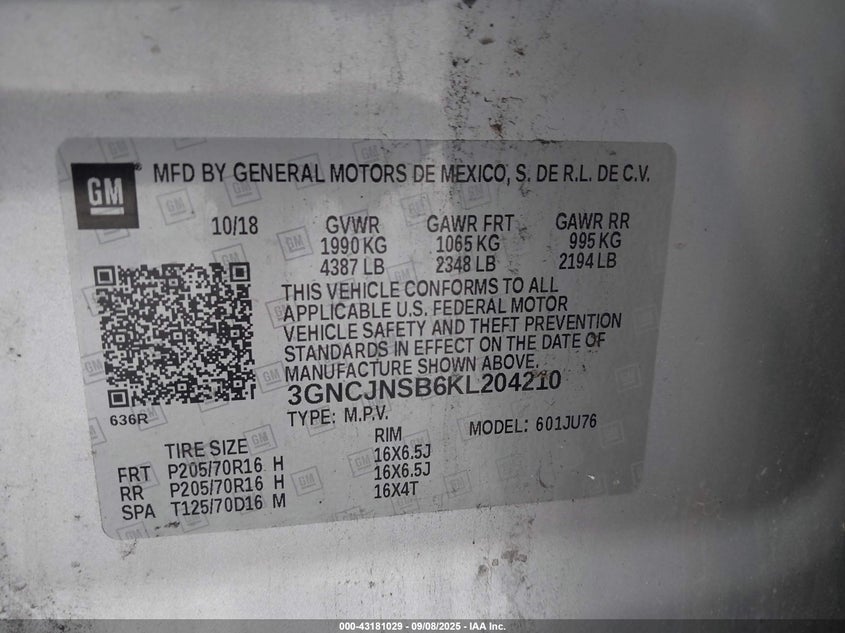 GM
MFD BY GENERAL MOTORS DE MEXICO, S. DE R.L. DE C.V.
10/18 GVWR GAWR FRT GAWR RR
1990 KG 1065 KG 995 KG
4387 LB 2348 LB 2194 LB
THIS VEHICLE CONFORMS TO ALL
APPLICABLE U.S. FEDERAL MOTOR
VEHICLE SAFETY AND THEFT PREVENTION
STANDARDS IN EFFECT ON THE DATE OF
MANUFACTURE SHOWN ABOVE.
3GNCJNSB6KL204210
636R
TYPE: M.P.V. MODEL: 601JU76
TIRE SIZE RIM
FRT P205/70R16 H 16X6.5J
RR P205/70R16 H 16X6.5J
SPA T125/70D16 M 16X4T
000-43181029 - 09/08/2025 - IAA Inc.